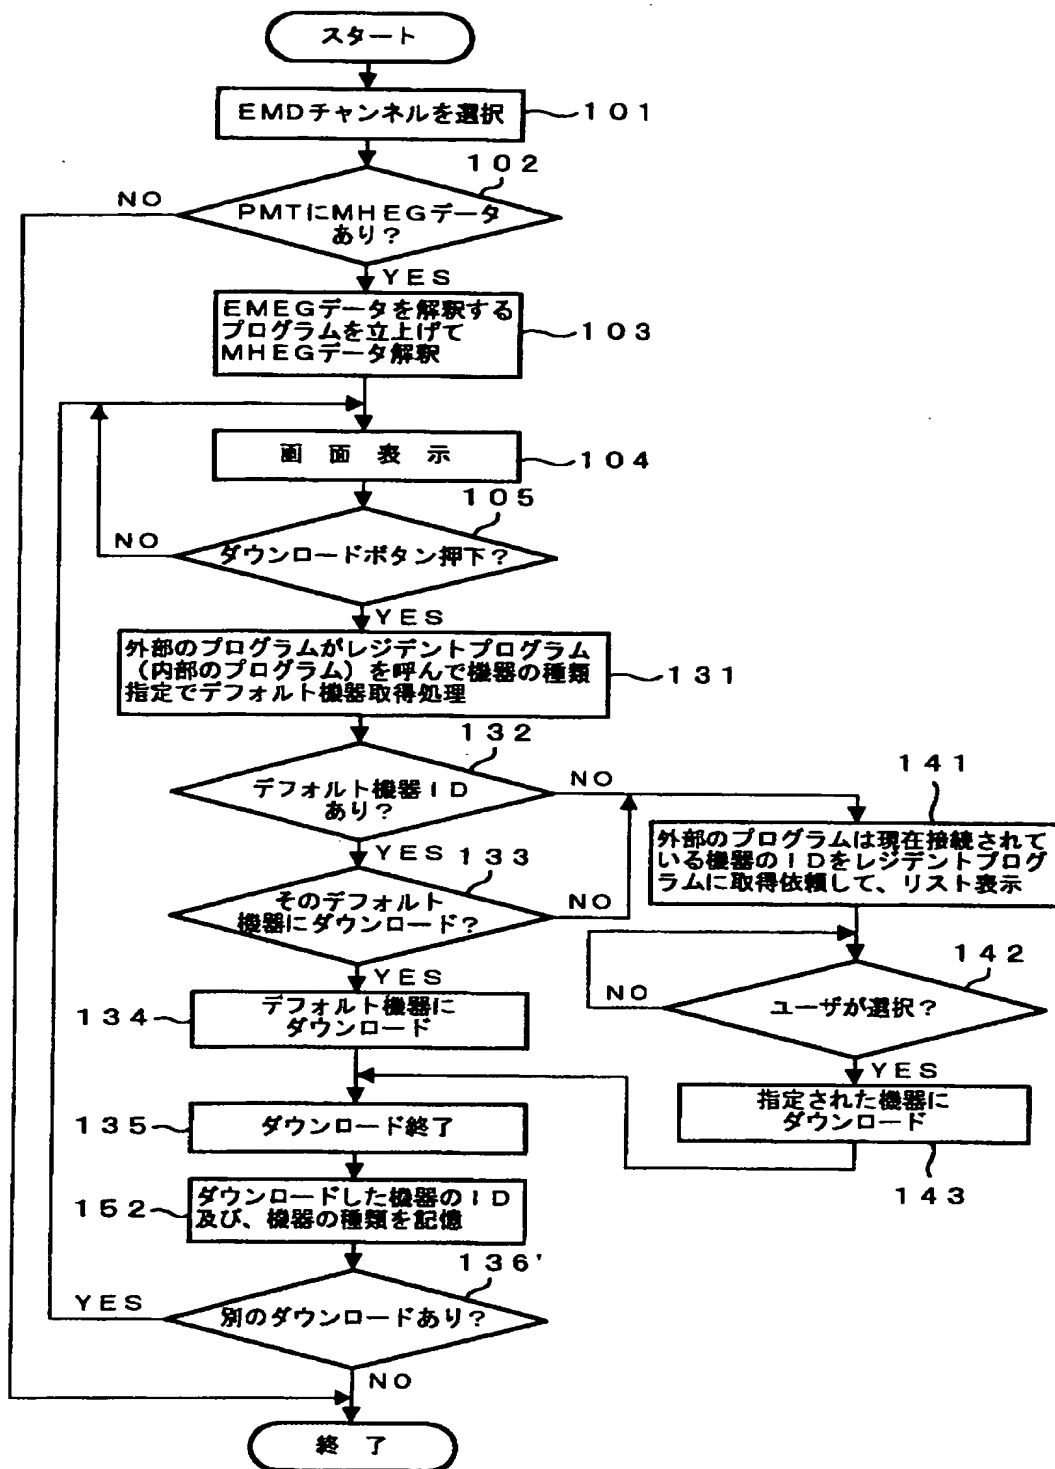 スタート
EMDチャンネルを選択
101
102
NO
PMTにMHEGデータ
あり?
YES
EMEGデータを解釈する
プログラムを立上げて
MHEGデータ解釈
103
画面表示
104
105
NO
ダウンロードボタン押下?
YES
外部のプログラムがレジデントプログラム
(内部のプログラム)を呼んで機器の種類
指定でデフォルト機器取得処理
131
132
デフォルト機器ID
あり?
NO
YES
133
そのデフォルト
機器にダウンロード?
NO
YES
141
外部のプログラムは現在接続されて
いる機器のIDをレジデントプログ
ラムに取得依頼して、リスト表示
142
NO
ユーザが選択?
YES
指定された機器に
ダウンロード
143
134
デフォルト機器に
ダウンロード
135
ダウンロード終了
152
ダウンロードした機器のID
及び、機器の種類を記憶
136'
YES
別のダウンロードあり?
NO
終了